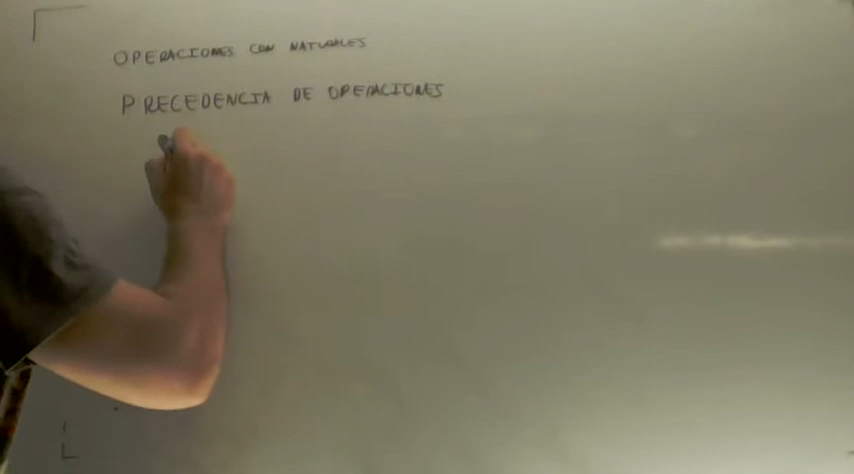 OPERACIONES CON NATURALES
PRECEDENCIA DE OPERACIONES